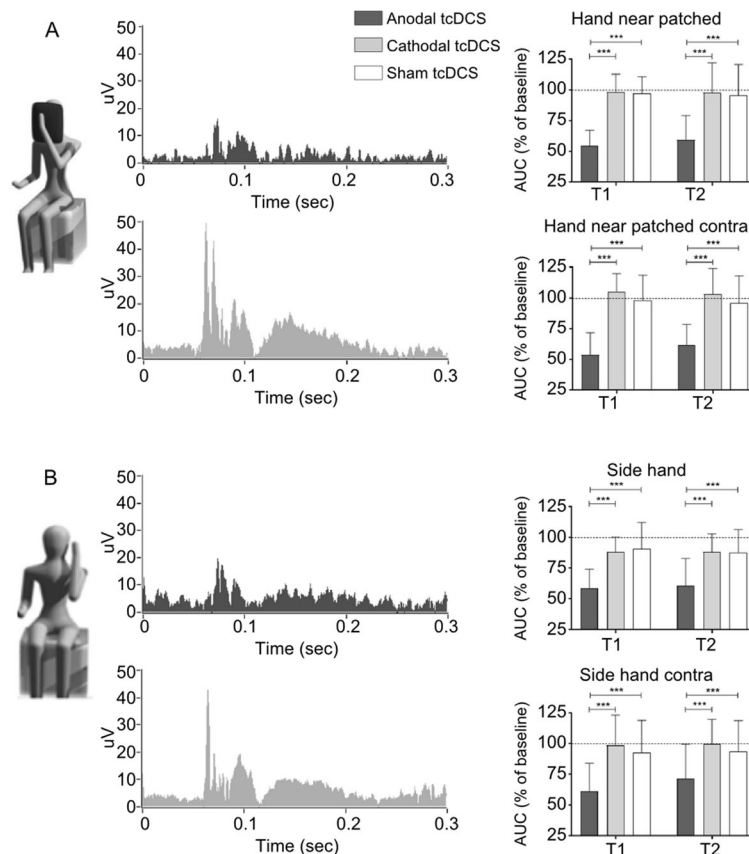 A
Anodal tcDCS
Cathodal tcDCS
Sham tcDCS
50
40
30
20
10
0
uV
0 0.1 0.2 0.3
Time (sec)
50
40
30
20
10
0
uV
0 0.1 0.2 0.3
Time (sec)
Hand near patched
***
***
***
***
125
100
75
50
25
AUC (% of baseline)
T1 T2
Hand near patched contra
***
***
***
***
125
100
75
50
25
AUC (% of baseline)
T1 T2
B
50
40
30
20
10
0
uV
0 0.1 0.2 0.3
Time (sec)
50
40
30
20
10
0
uV
0 0.1 0.2 0.3
Time (sec)
Side hand
***
***
***
***
125
100
75
50
25
AUC (% of baseline)
T1 T2
Side hand contra
***
***
***
***
125
100
75
50
25
AUC (% of baseline)
T1 T2